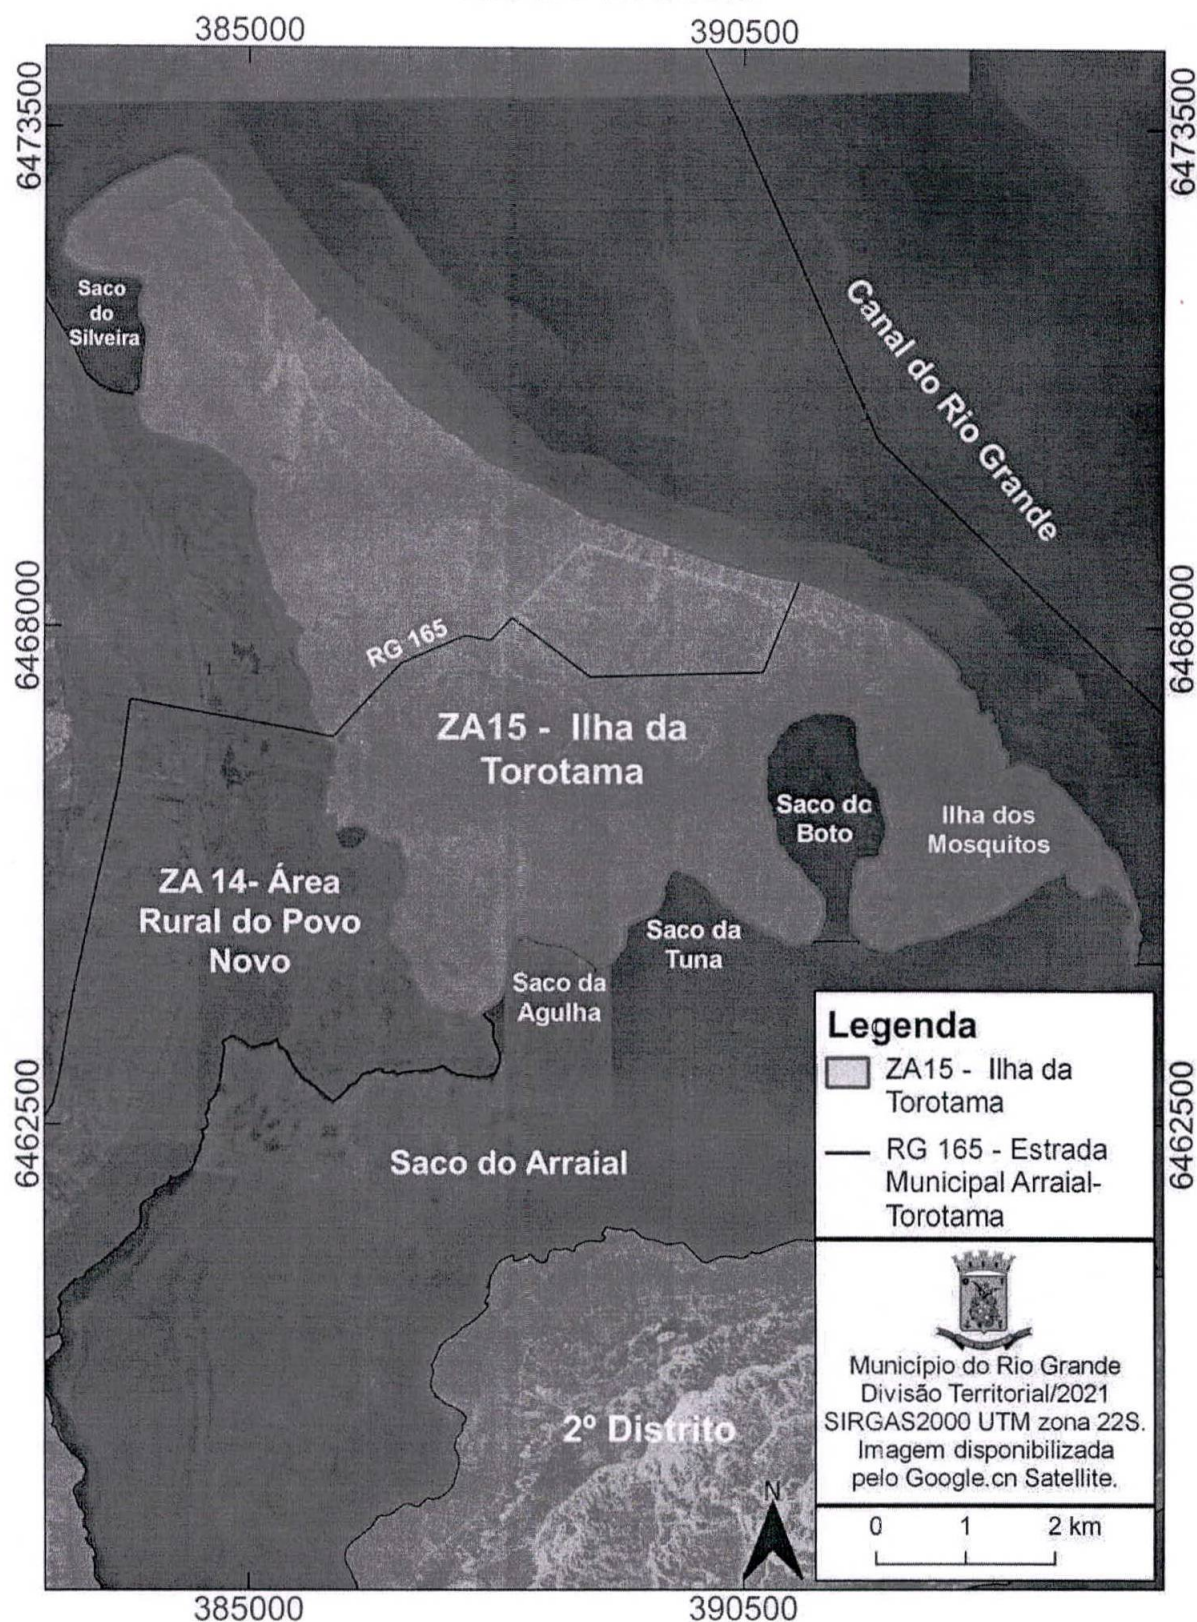 385000
390500
6473500
6473500
Saco
do
Silveira
Canal do Rio Grande
6468000
6468000
RG 165
ZA15 - Ilha da
Torotama
Saco do
Boto
Ilha dos
Mosquitos
ZA 14- Área
Rural do Povo
Novo
Saco da
Tuna
Saco da
Agulha
6462500
6462500
Saco do Arraial
2º Distrito
Legenda
ZA15 - Ilha da
Torotama
RG 165 - Estrada
Municipal Arraial-
Torotama
Município do Rio Grande
Divisão Territorial/2021
SIRGAS2000 UTM zona 22S.
Imagem disponibilizada
pelo Google.cn Satellite.
N
0 1 2 km
385000
390500